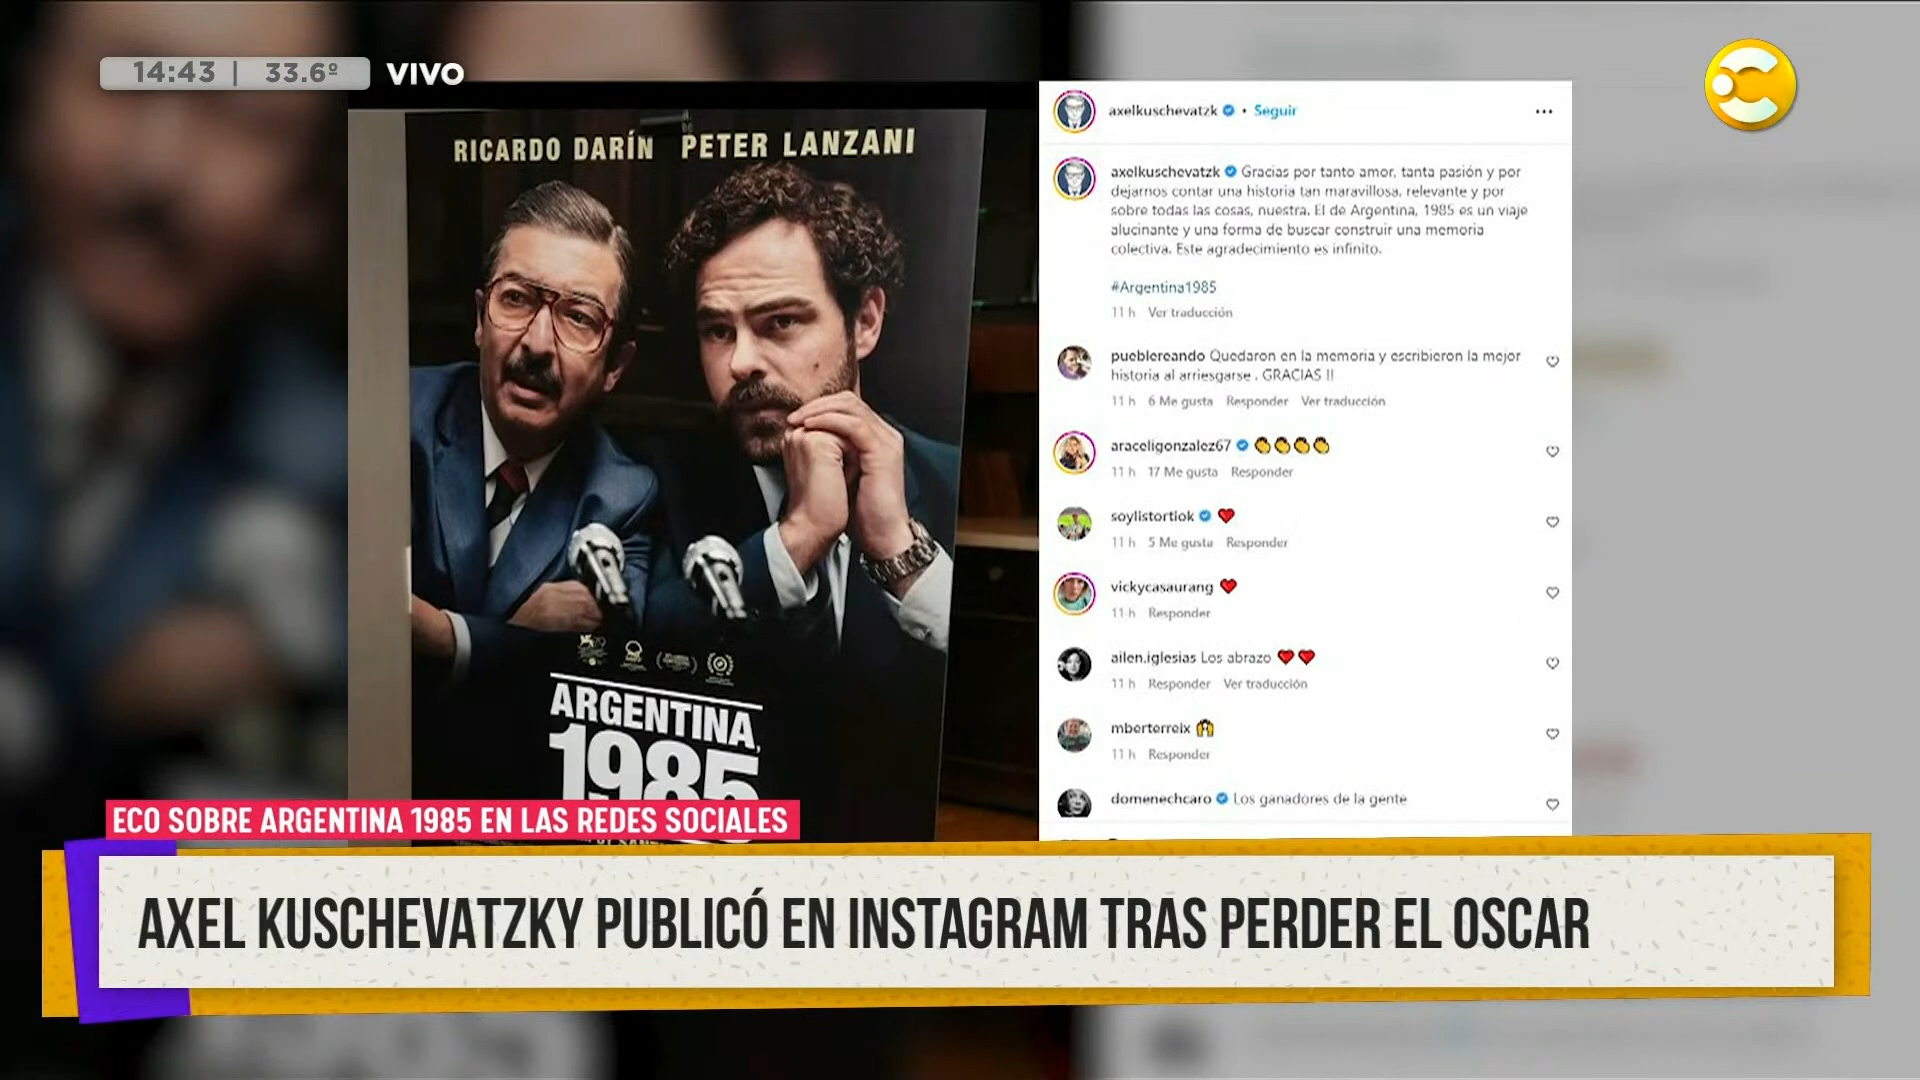 14:43 | 33.6º VIVO
RICARDO DARÍN PETER LANZANI
ARGENTINA,
1985
axelkuschevatzk • Seguir
axelkuschevatzk Gracias por tanto amor, tanta pasión y por
dejarnos contar una historia tan maravillosa, relevante y por
sobre todas las cosas, nuestra. El de Argentina, 1985 es un viaje
alucinante y una forma de buscar construir una memoria
colectiva. Este agradecimiento es infinito.
#Argentina1985
11 h Ver traducción
pueblereando Quedaron en la memoria y escribieron la mejor
historia al arriesgarse . GRACIAS !!
11 h 6 Me gusta Responder Ver traducción
araceligonzalez67 👏👏👏👏
11 h 17 Me gusta Responder
soylistortiok ❤
11 h 5 Me gusta Responder
vickycasaurang ❤
11 h Responder
ailen.iglesias Los abrazo ❤❤
11 h Responder Ver traducción
mberterreix 🙌
11 h Responder
domenechcaro Los ganadores de la gente
ECO SOBRE ARGENTINA 1985 EN LAS REDES SOCIALES
AXEL KUSCHEVATZKY PUBLICÓ EN INSTAGRAM TRAS PERDER EL OSCAR